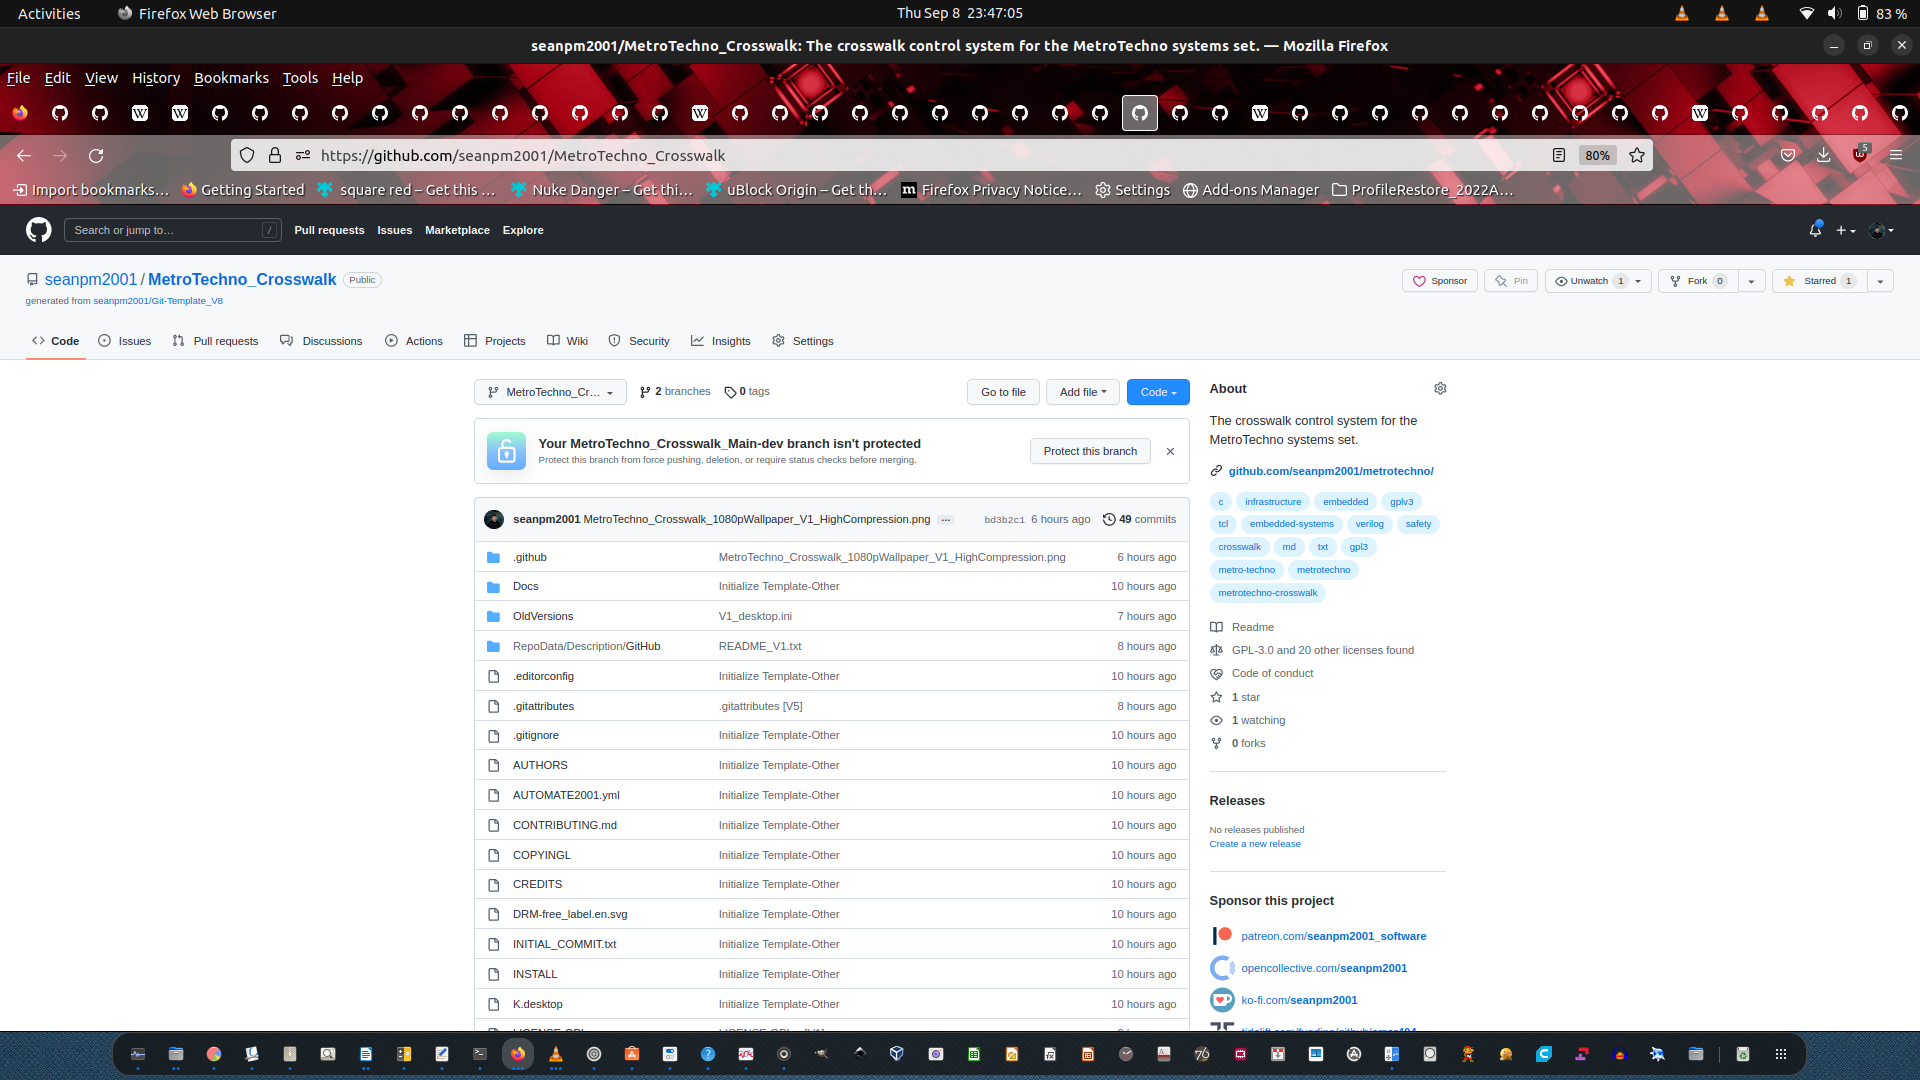 Activities
Firefox Web Browser
Thu Sep 8 23:47:05
83 %
seanpm2001/MetroTechno_Crosswalk: The crosswalk control system for the MetroTechno systems set. — Mozilla Firefox
File Edit View History Bookmarks Tools Help
https://github.com/seanpm2001/MetroTechno_Crosswalk
80%
5
Import bookmarks…
Getting Started
square red – Get this …
Nuke Danger – Get thi…
uBlock Origin – Get th…
Firefox Privacy Notice…
Settings
Add-ons Manager
ProfileRestore_2022A…
Search or jump to…
/
Pull requests
Issues
Marketplace
Explore
seanpm2001 / MetroTechno_Crosswalk
Public
generated from seanpm2001/Git-Template_V8
Sponsor
Pin
Unwatch 1
Fork 0
Starred 1
Code
Issues
Pull requests
Discussions
Actions
Projects
Wiki
Security
Insights
Settings
MetroTechno_Cr…
2 branches
0 tags
Go to file
Add file
Code
Your MetroTechno_Crosswalk_Main-dev branch isn't protected
Protect this branch from force pushing, deletion, or require status checks before merging.
Protect this branch
seanpm2001 MetroTechno_Crosswalk_1080pWallpaper_V1_HighCompression.png …
bd3b2c1 6 hours ago
49 commits
.github MetroTechno_Crosswalk_1080pWallpaper_V1_HighCompression.png 6 hours ago
Docs Initialize Template-Other 10 hours ago
OldVersions V1_desktop.ini 7 hours ago
RepoData/Description/GitHub README_V1.txt 8 hours ago
.editorconfig Initialize Template-Other 10 hours ago
.gitattributes .gitattributes [V5] 8 hours ago
.gitignore Initialize Template-Other 10 hours ago
AUTHORS Initialize Template-Other 10 hours ago
AUTOMATE2001.yml Initialize Template-Other 10 hours ago
CONTRIBUTING.md Initialize Template-Other 10 hours ago
COPYINGL Initialize Template-Other 10 hours ago
CREDITS Initialize Template-Other 10 hours ago
DRM-free_label.en.svg Initialize Template-Other 10 hours ago
INITIAL_COMMIT.txt Initialize Template-Other 10 hours ago
INSTALL Initialize Template-Other 10 hours ago
K.desktop Initialize Template-Other 10 hours ago
About
The crosswalk control system for the
MetroTechno systems set.
github.com/seanpm2001/metrotechno/
c infrastructure embedded gplv3
tcl embedded-systems verilog safety
crosswalk md txt gpl3
metro-techno metrotechno
metrotechno-crosswalk
Readme
GPL-3.0 and 20 other licenses found
Code of conduct
1 star
1 watching
0 forks
Releases
No releases published
Create a new release
Sponsor this project
patreon.com/seanpm2001_software
opencollective.com/seanpm2001
ko-fi.com/seanpm2001